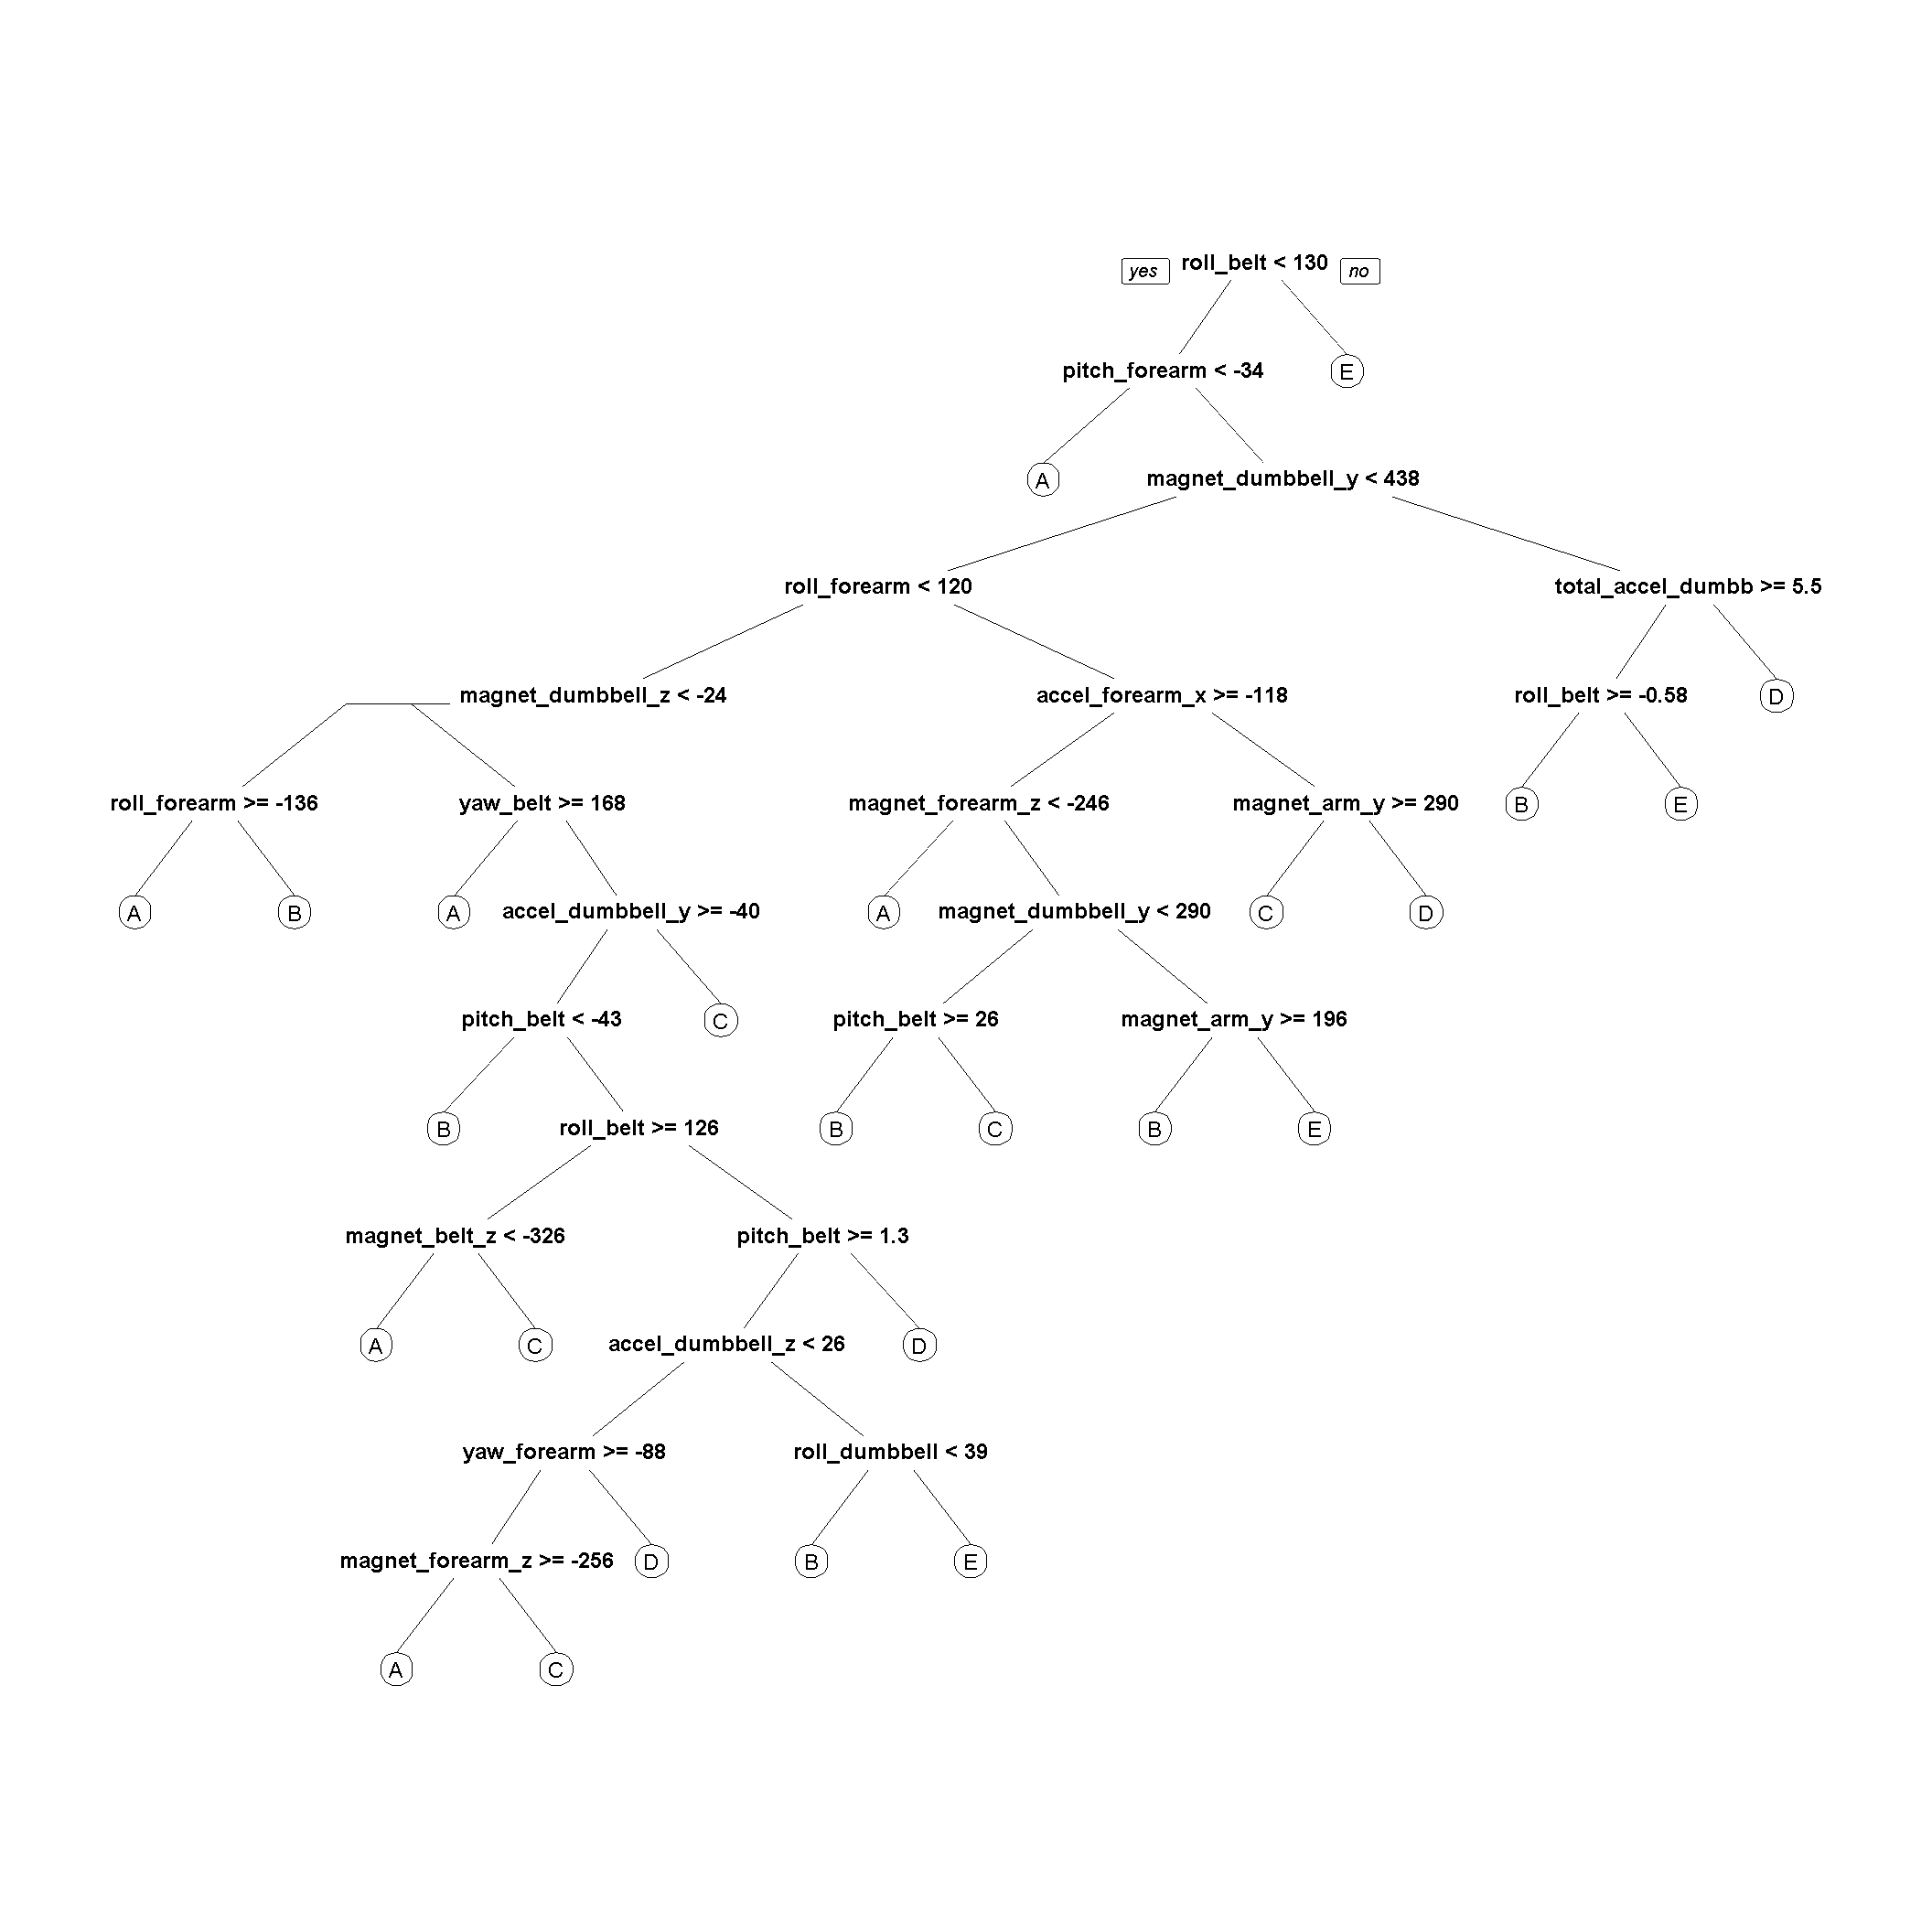 yes roll_belt < 130 no
pitch_forearm < -34 E
A magnet_dumbbell_y < 438
roll_forearm < 120 total_accel_dumbb >= 5.5
magnet_dumbbell_z < -24 accel_forearm_x >= -118 roll_belt >= -0.58 D
roll_forearm >= -136 yaw_belt >= 168 magnet_forearm_z < -246 magnet_arm_y >= 290 B E
A B A accel_dumbbell_y >= -40 A magnet_dumbbell_y < 290 C D
pitch_belt < -43 C pitch_belt >= 26 magnet_arm_y >= 196
B roll_belt >= 126 B C B E
magnet_belt_z < -326 pitch_belt >= 1.3
A C accel_dumbbell_z < 26 D
yaw_forearm >= -88 roll_dumbbell < 39
magnet_forearm_z >= -256 D B E
A C